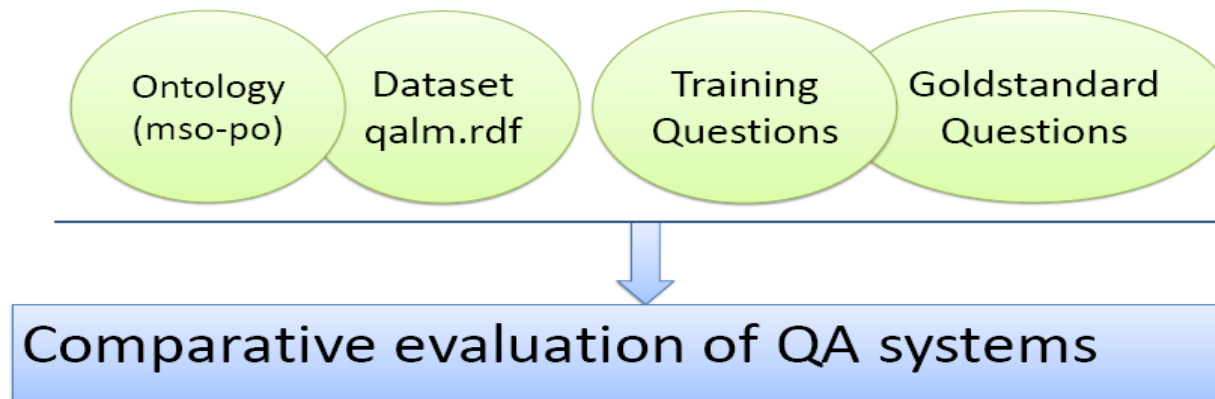 Ontology
(mso-po)
Dataset
qalm.rdf
Training
Questions
Goldstandard
Questions
Comparative evaluation of QA systems